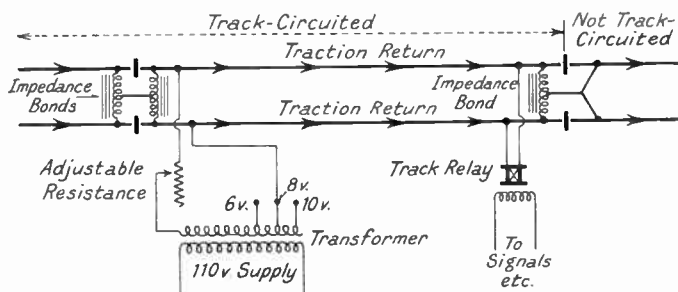 Track-Circuited
Not Track-
Circuited
Traction Return
Impedance
Bonds
Impedance
Bond
Traction Return
Adjustable
Resistance
Track Relay
6v.
8v.
10v.
Transformer
110v Supply
To
Signals
etc.